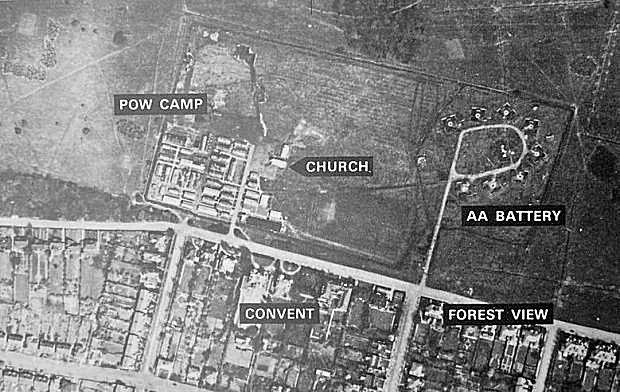 POW CAMP
CHURCH
AA BATTERY
CONVENT
FOREST VIEW